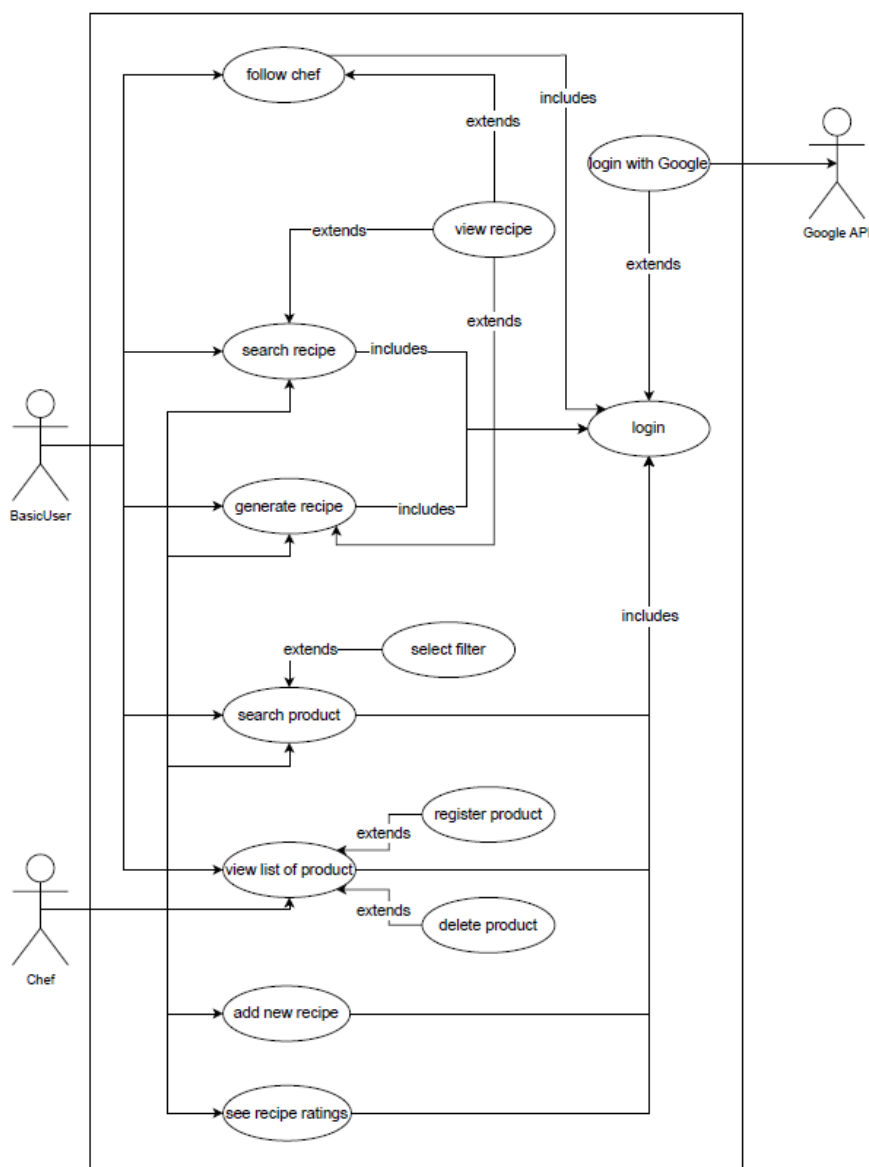 follow chef
includes
extends
login with Google
Google API
view recipe
extends
extends
extends
search recipe
includes
login
BasicUser
generate recipe
includes
includes
extends
select filter
search product
register product
extends
view list of product
extends
delete product
Chef
add new recipe
see recipe ratings